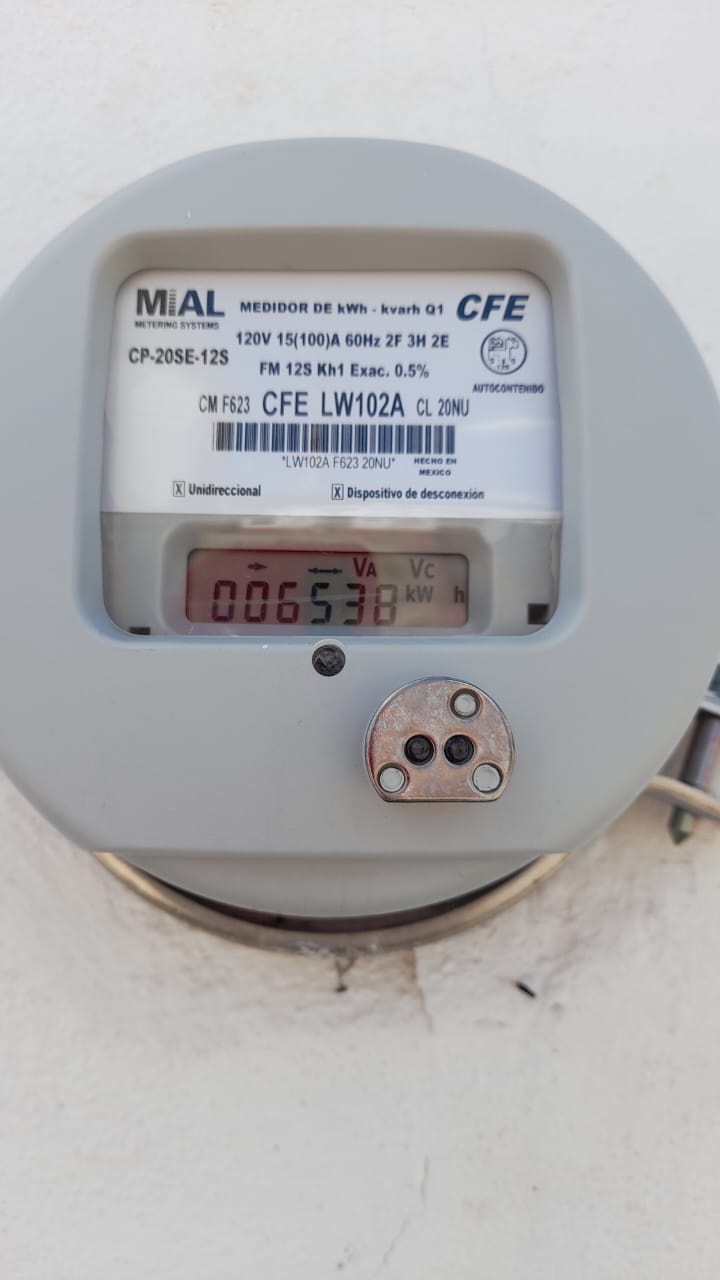 MIAL
METERING SYSTEMS
MEDIDOR DE kWh - kvarh Q1
CFE
120V 15(100)A 60Hz 2F 3H 2E
CP-20SE-12S
FM 12S Kh1 Exac. 0.5%
AUTOCONTENIDO
CM F623 CFE LW102A CL 20NU
*LW102A F623 20NU*
HECHO EN
MEXICO
X Unidireccional
X Dispositivo de desconexión
VA VC
006538 kW h